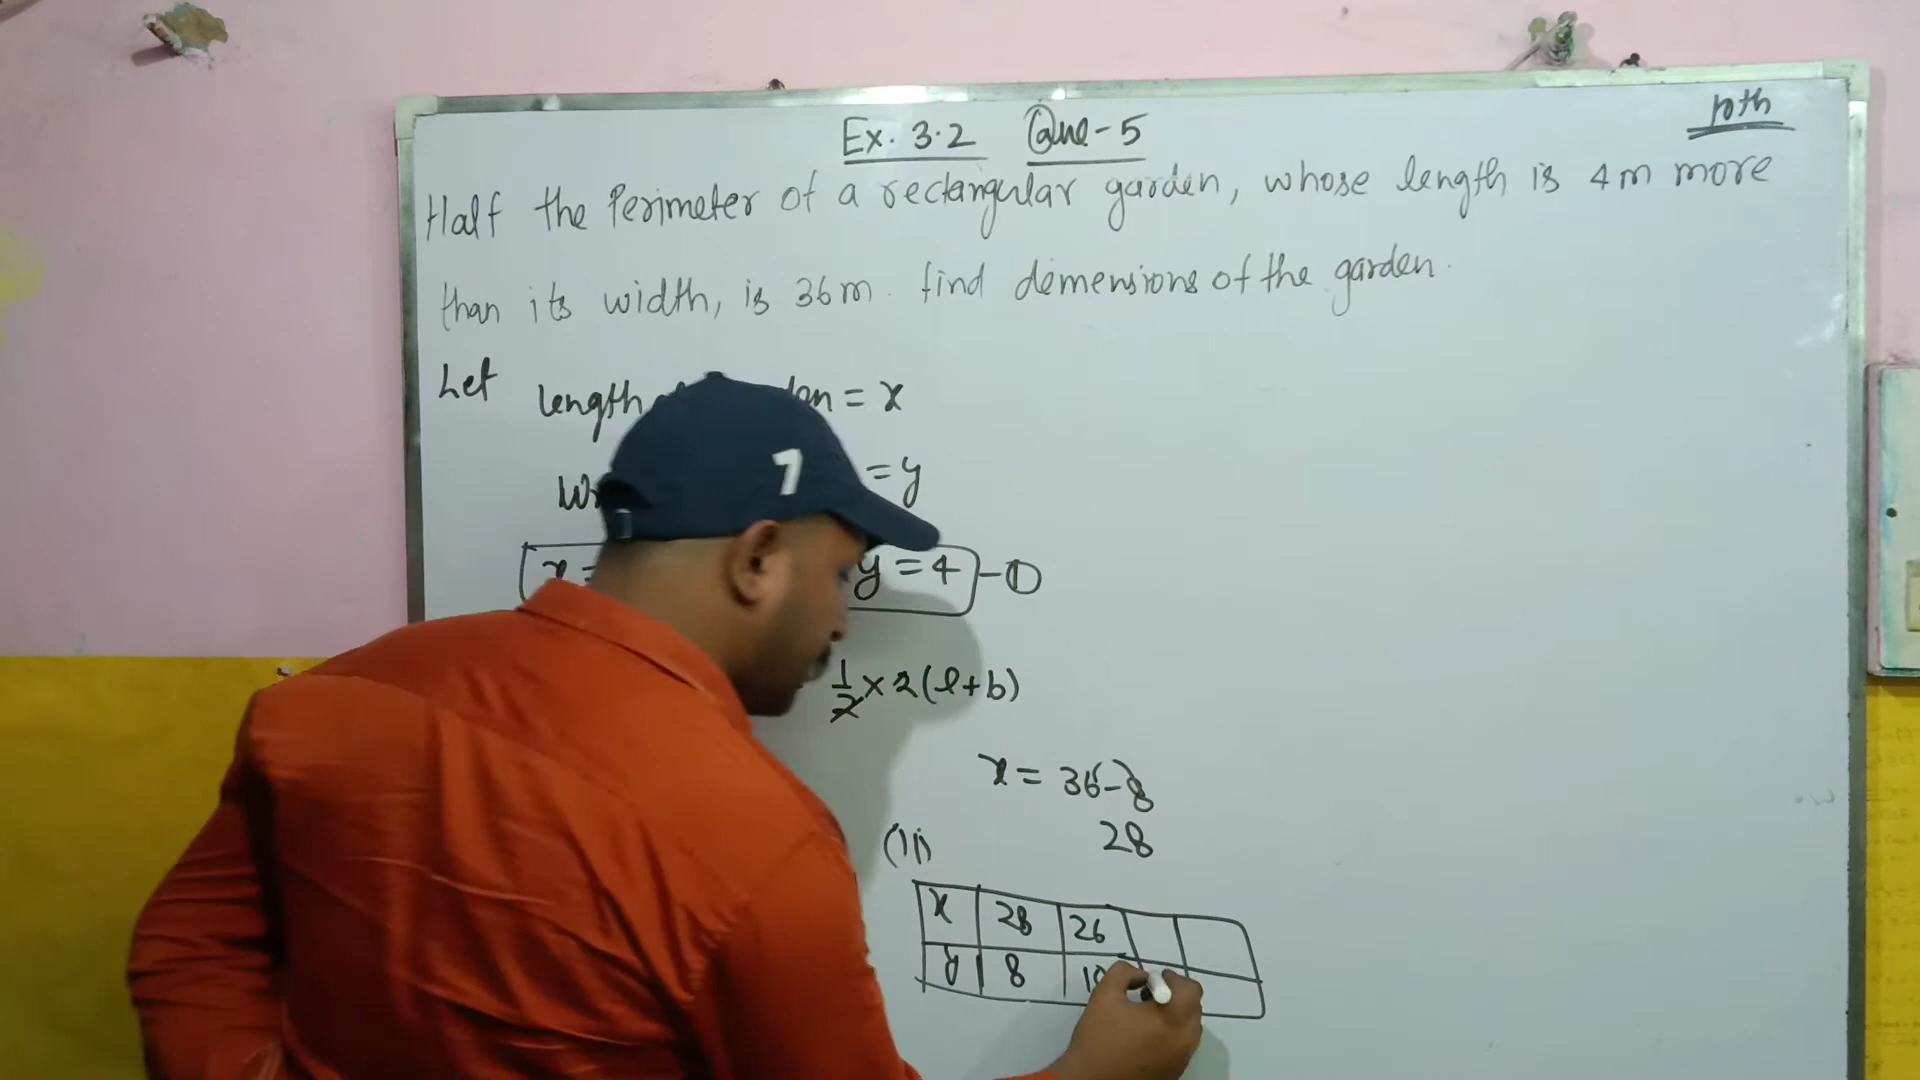 10th
Ex. 3.2 Que-5
Half the Perimeter of a rectangular garden, whose length is 4m more
than its width, is 36m. find demensions of the garden.
Let length = x
= y
x = y = 4 - ①
1/2 × 2(l+b)
x = 36-8
28
(11)
x 28 26
y 8 10
7